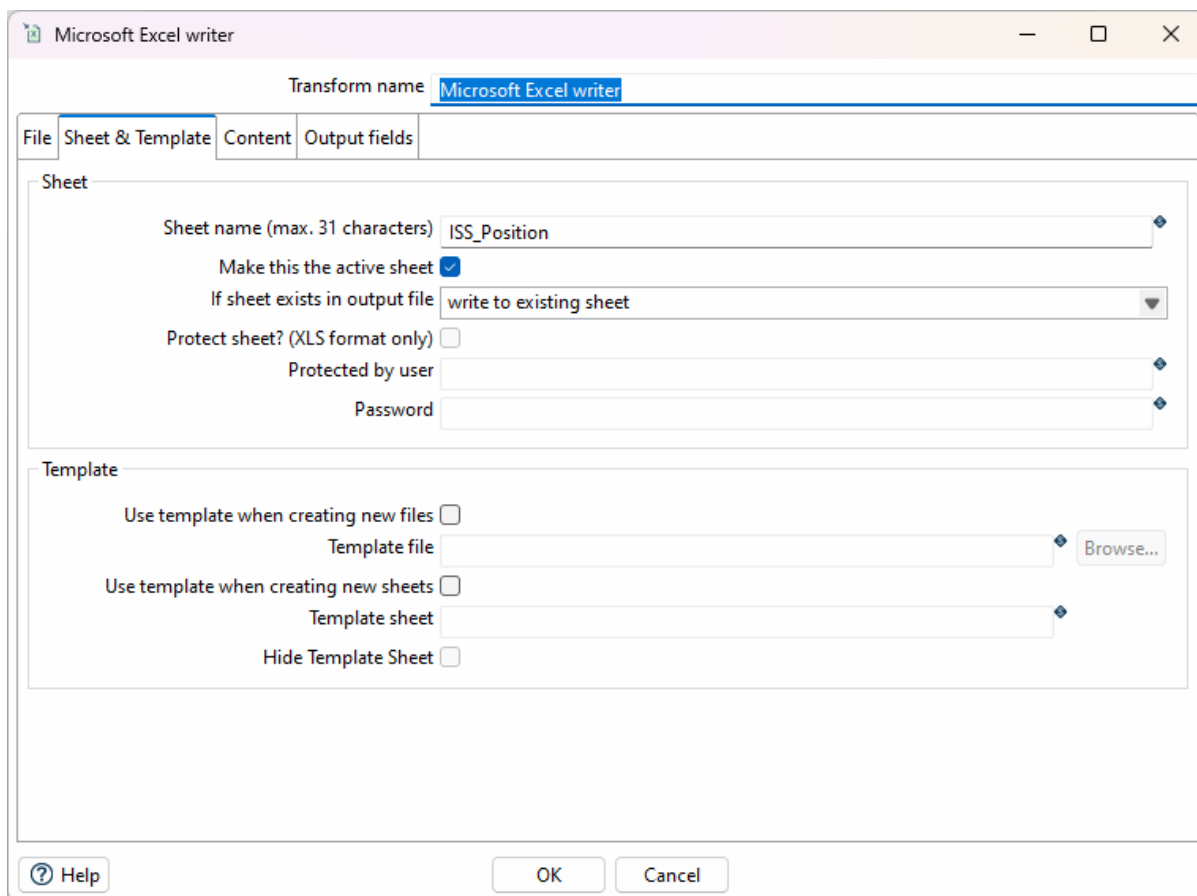 Microsoft Excel writer
Transform name Microsoft Excel writer
File Sheet & Template Content Output fields
Sheet
Sheet name (max. 31 characters) ISS_Position
Make this the active sheet
If sheet exists in output file write to existing sheet
Protect sheet? (XLS format only)
Protected by user
Password
Template
Use template when creating new files
Template file Browse...
Use template when creating new sheets
Template sheet
Hide Template Sheet
Help OK Cancel